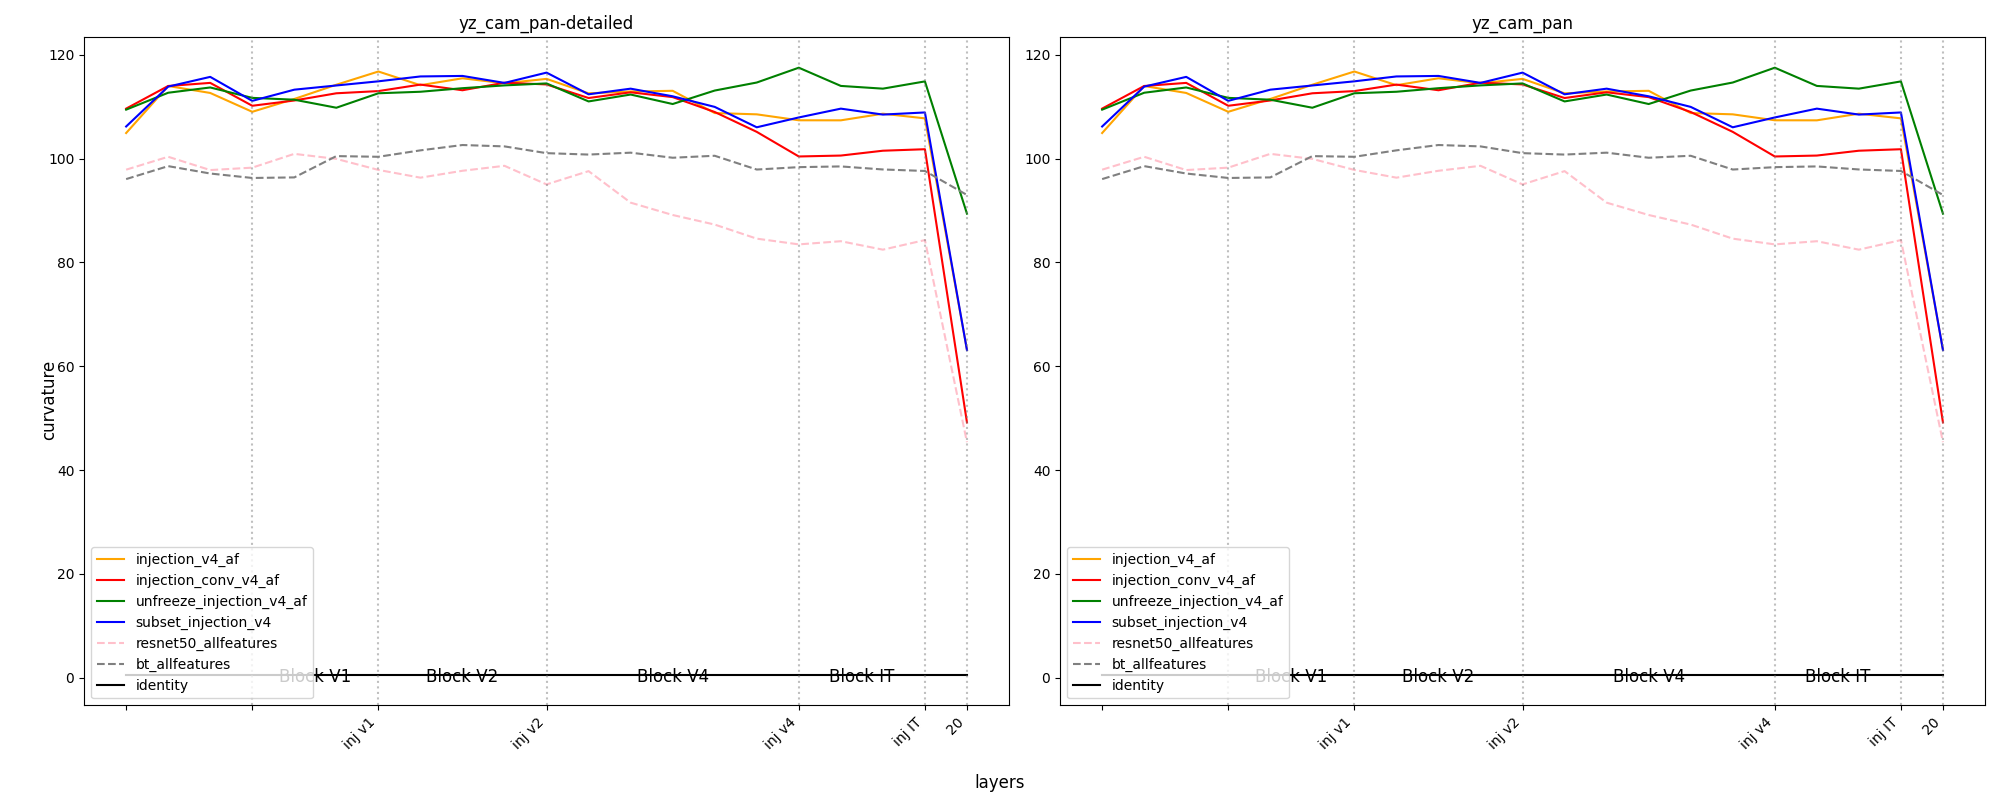 yz_cam_pan-detailed
120
100
80
60
40
20
0
curvature
injection_v4_af
injection_conv_v4_af
unfreeze_injection_v4_af
subset_injection_v4
resnet50_allfeatures
bt_allfeatures
identity
Block V1
Block V2
Block V4
Block IT
inj v1
inj v2
inj v4
inj IT
20
yz_cam_pan
120
100
80
60
40
20
0
injection_v4_af
injection_conv_v4_af
unfreeze_injection_v4_af
subset_injection_v4
resnet50_allfeatures
bt_allfeatures
identity
Block V1
Block V2
Block V4
Block IT
inj v1
inj v2
inj v4
inj IT
20
layers